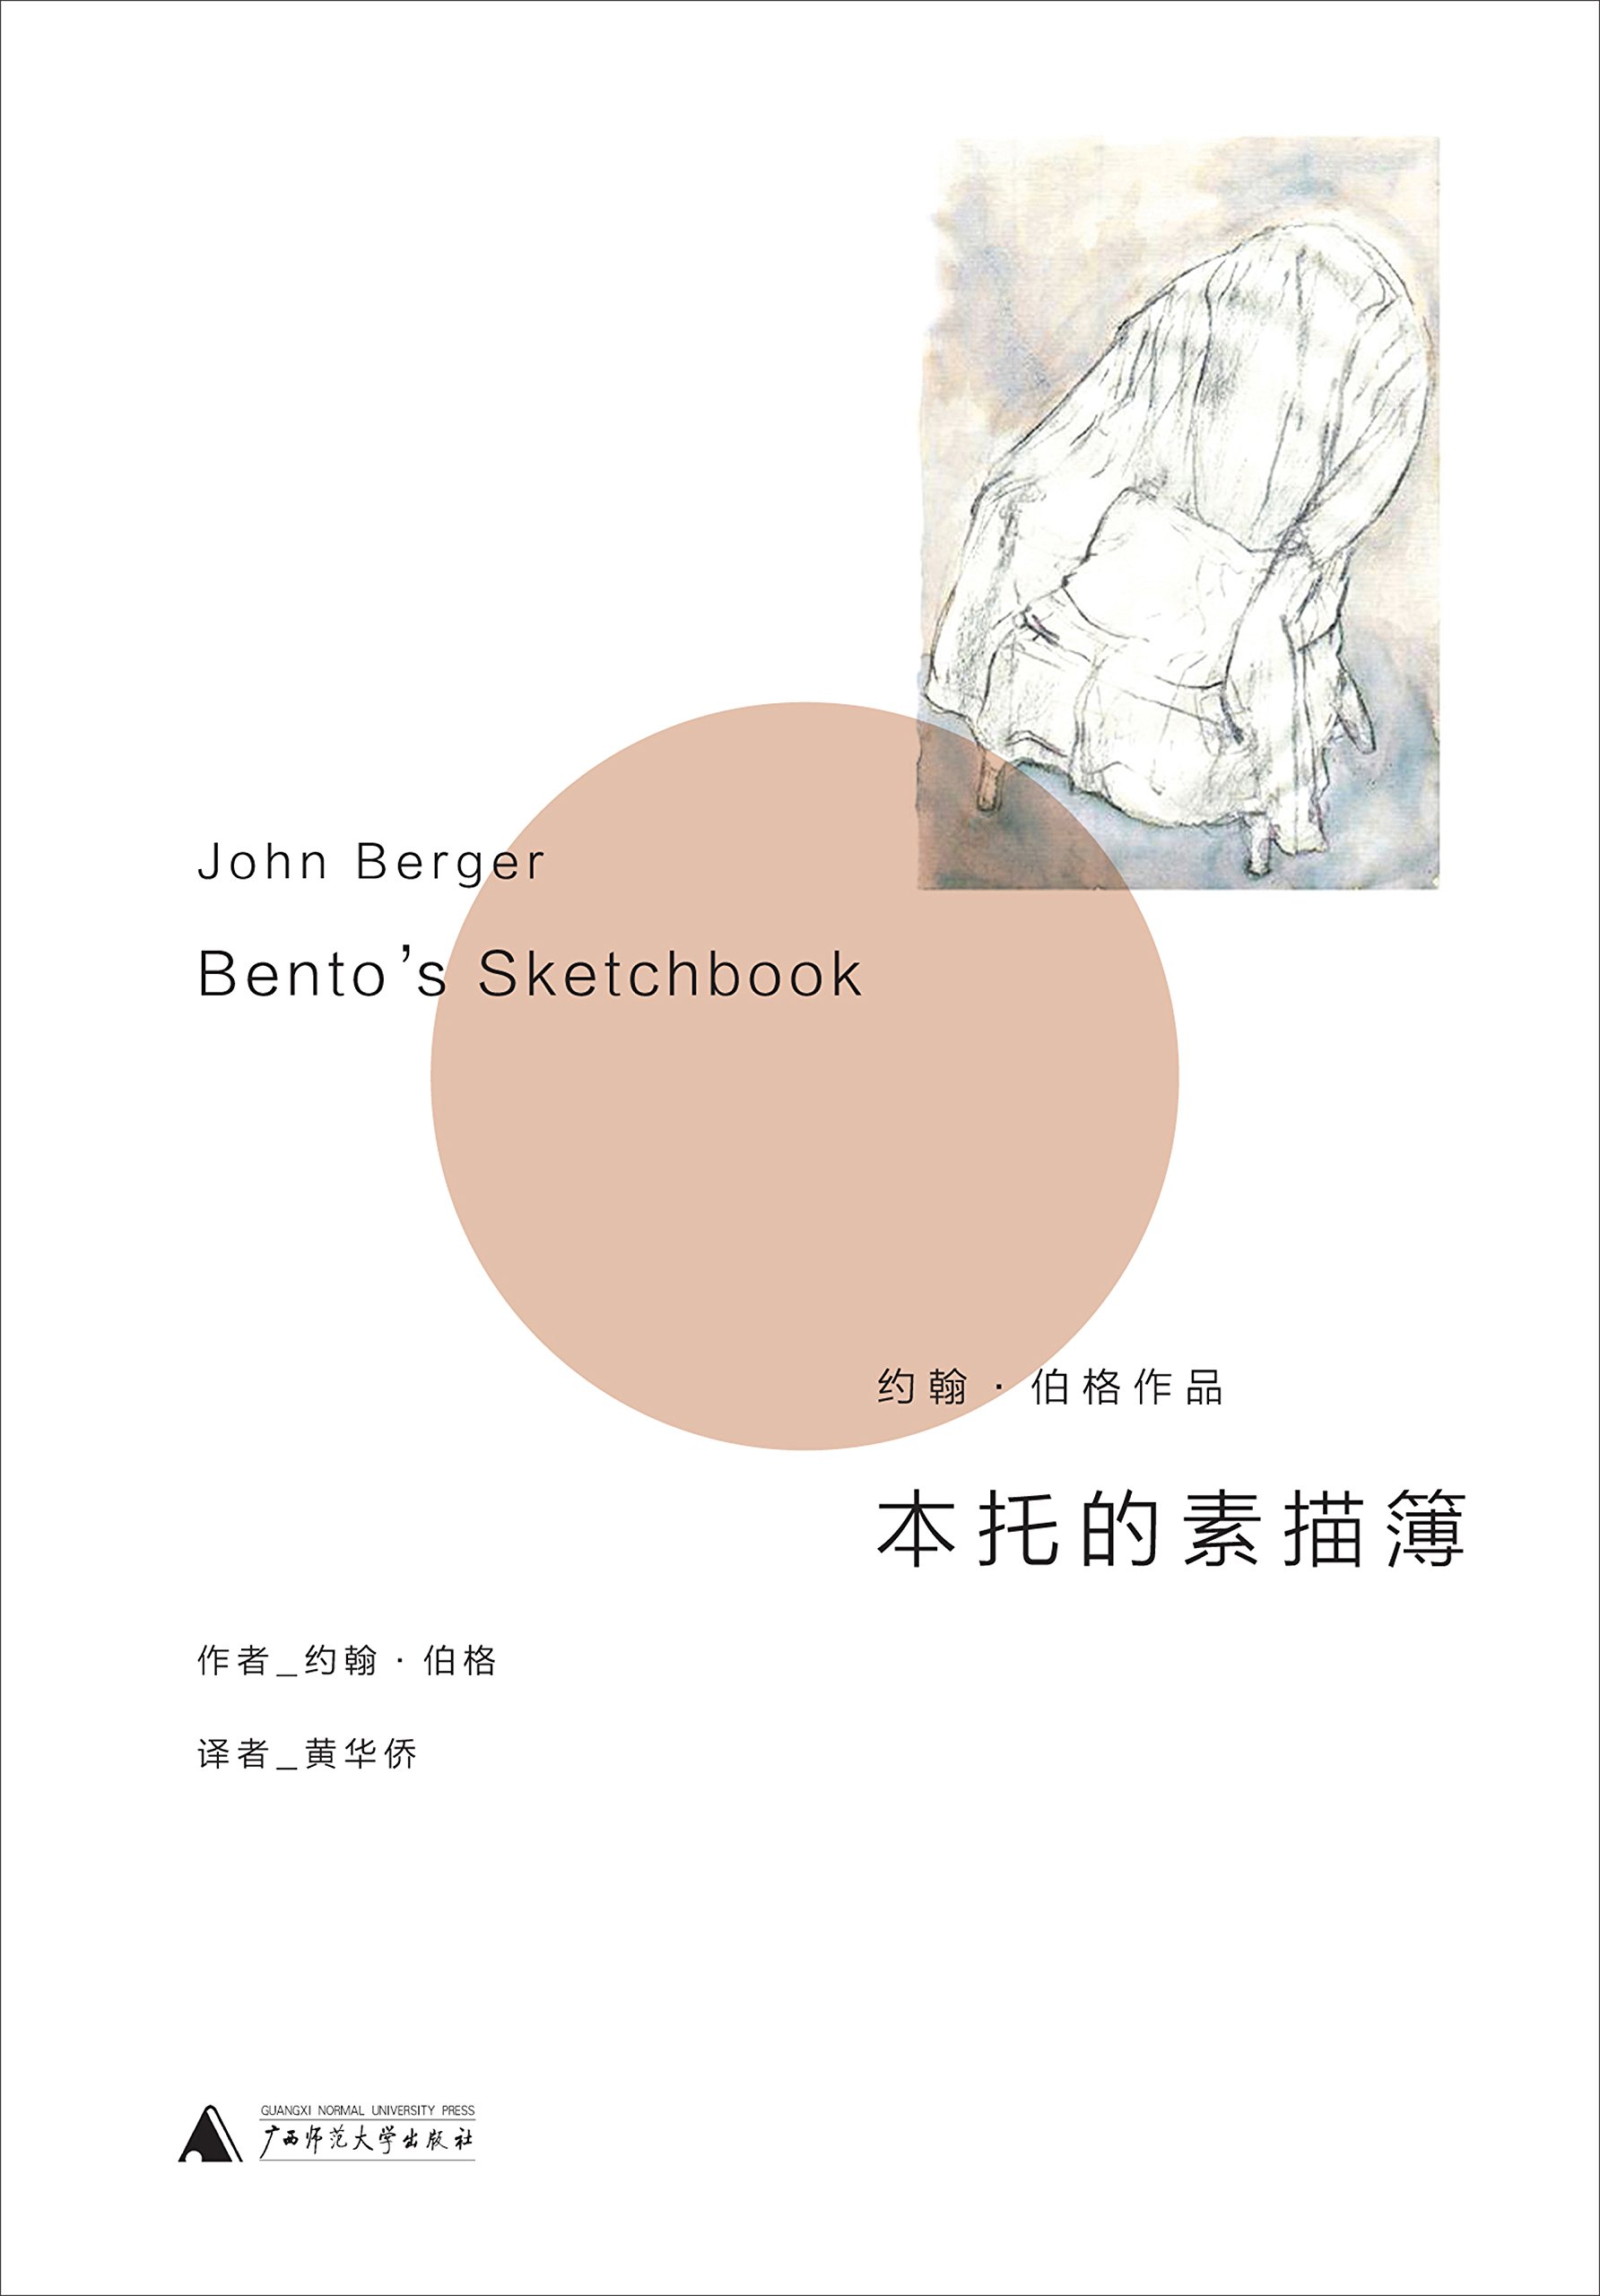 John Berger
Bento’s Sketchbook
约翰·伯格作品
本托的素描簿
作者_约翰·伯格
译者_黄华侨
GUANGXI NORMAL UNIVERSITY PRESS
广西师范大学出版社